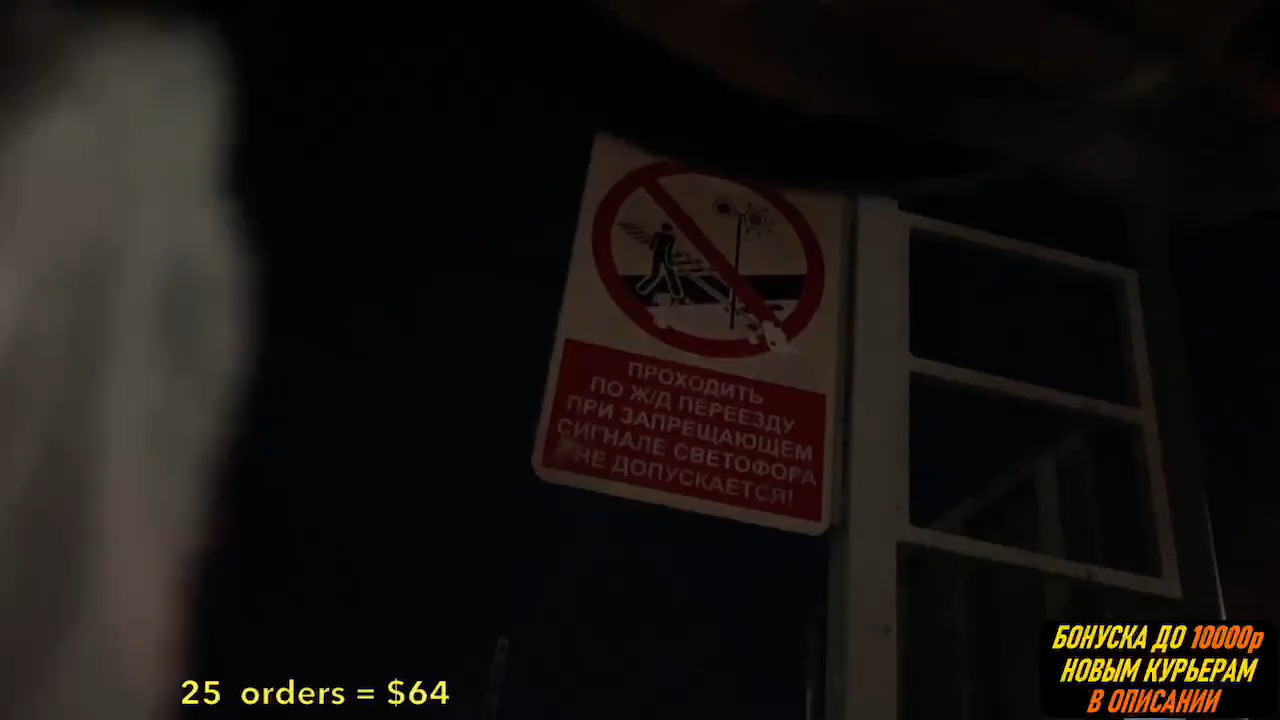 ПРОХОДИТЬ
ПО Ж/Д ПЕРЕЕЗДУ
ПРИ ЗАПРЕЩАЮЩЕМ
СИГНАЛЕ СВЕТОФОРА
НЕ ДОПУСКАЕТСЯ!
25 orders = $64
БОНУСКА ДО 10000р
НОВЫМ КУРЬЕРАМ
В ОПИСАНИИ